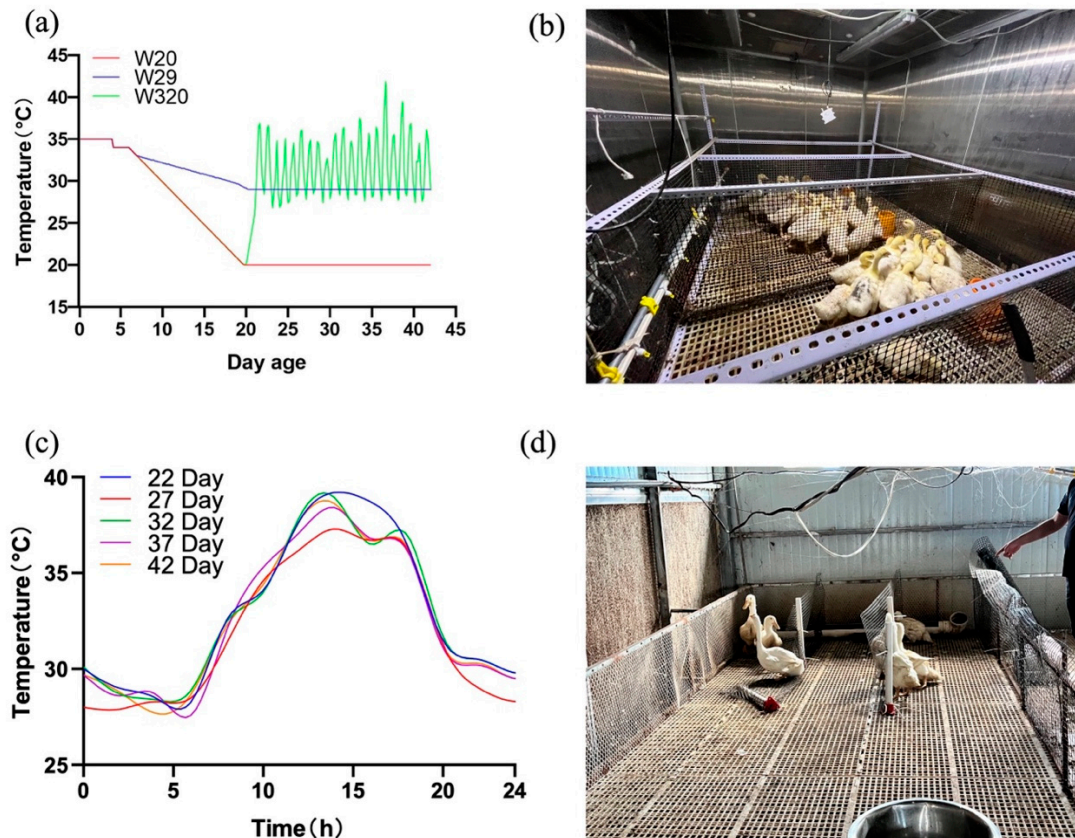 (a)
W20
W29
W320
Temperature(°C)
45
40
35
30
25
20
15
0 5 10 15 20 25 30 35 40 45
Day age
(b)
(c)
22 Day
27 Day
32 Day
37 Day
42 Day
Temperature(°C)
40
35
30
25
0 5 10 15 20 24
Time(h)
(d)